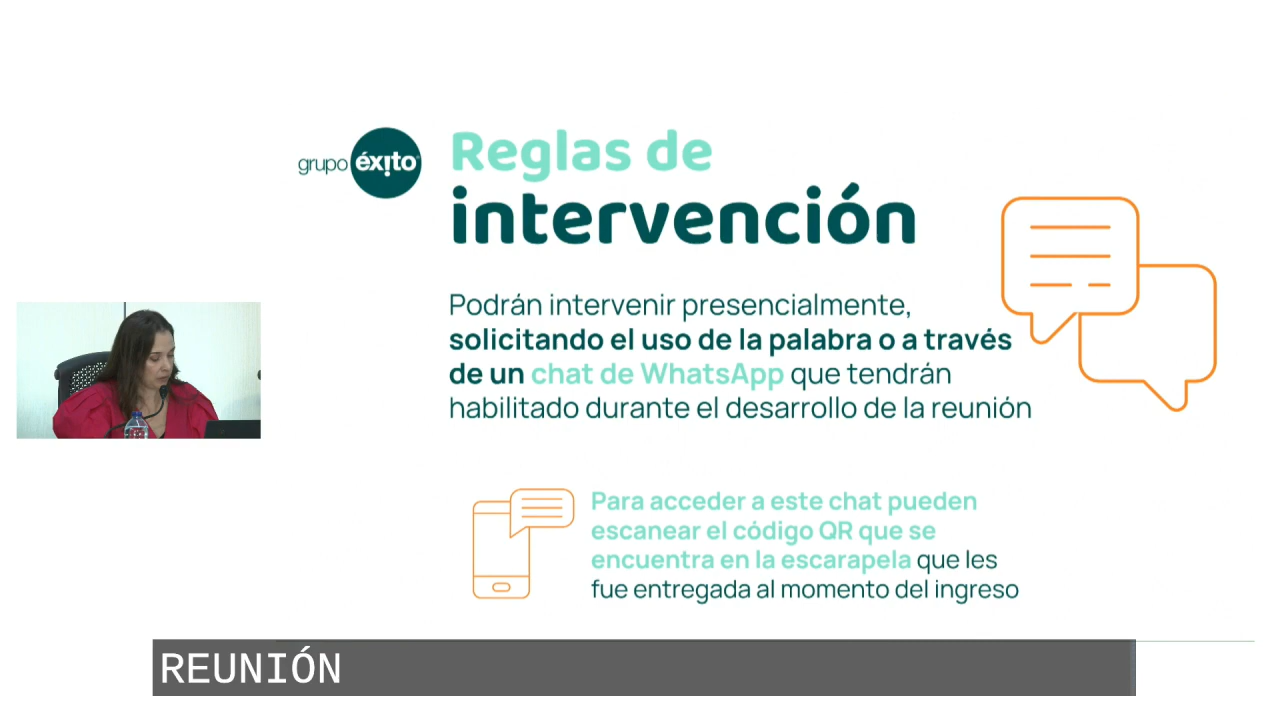 grupo éxito
Reglas de
intervención
Podrán intervenir presencialmente,
solicitando el uso de la palabra o a través
de un chat de WhatsApp que tendrán
habilitado durante el desarrollo de la reunión
Para acceder a este chat pueden
escanear el código QR que se
encuentra en la escarapela que les
fue entregada al momento del ingreso
REUNIÓN